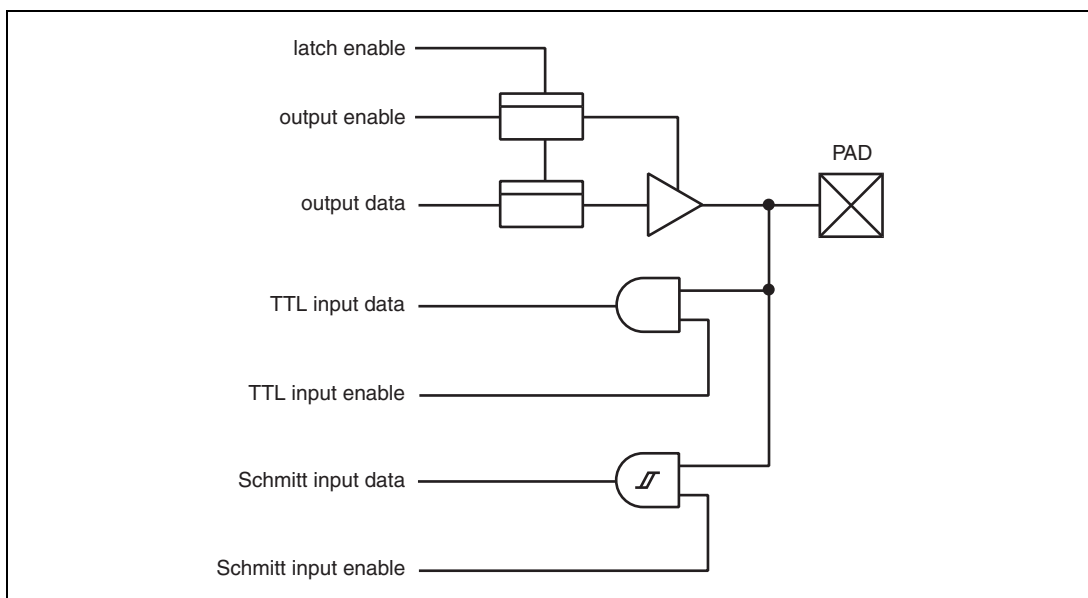 latch enable
output enable
PAD
output data
TTL input data
TTL input enable
Schmitt input data
Schmitt input enable